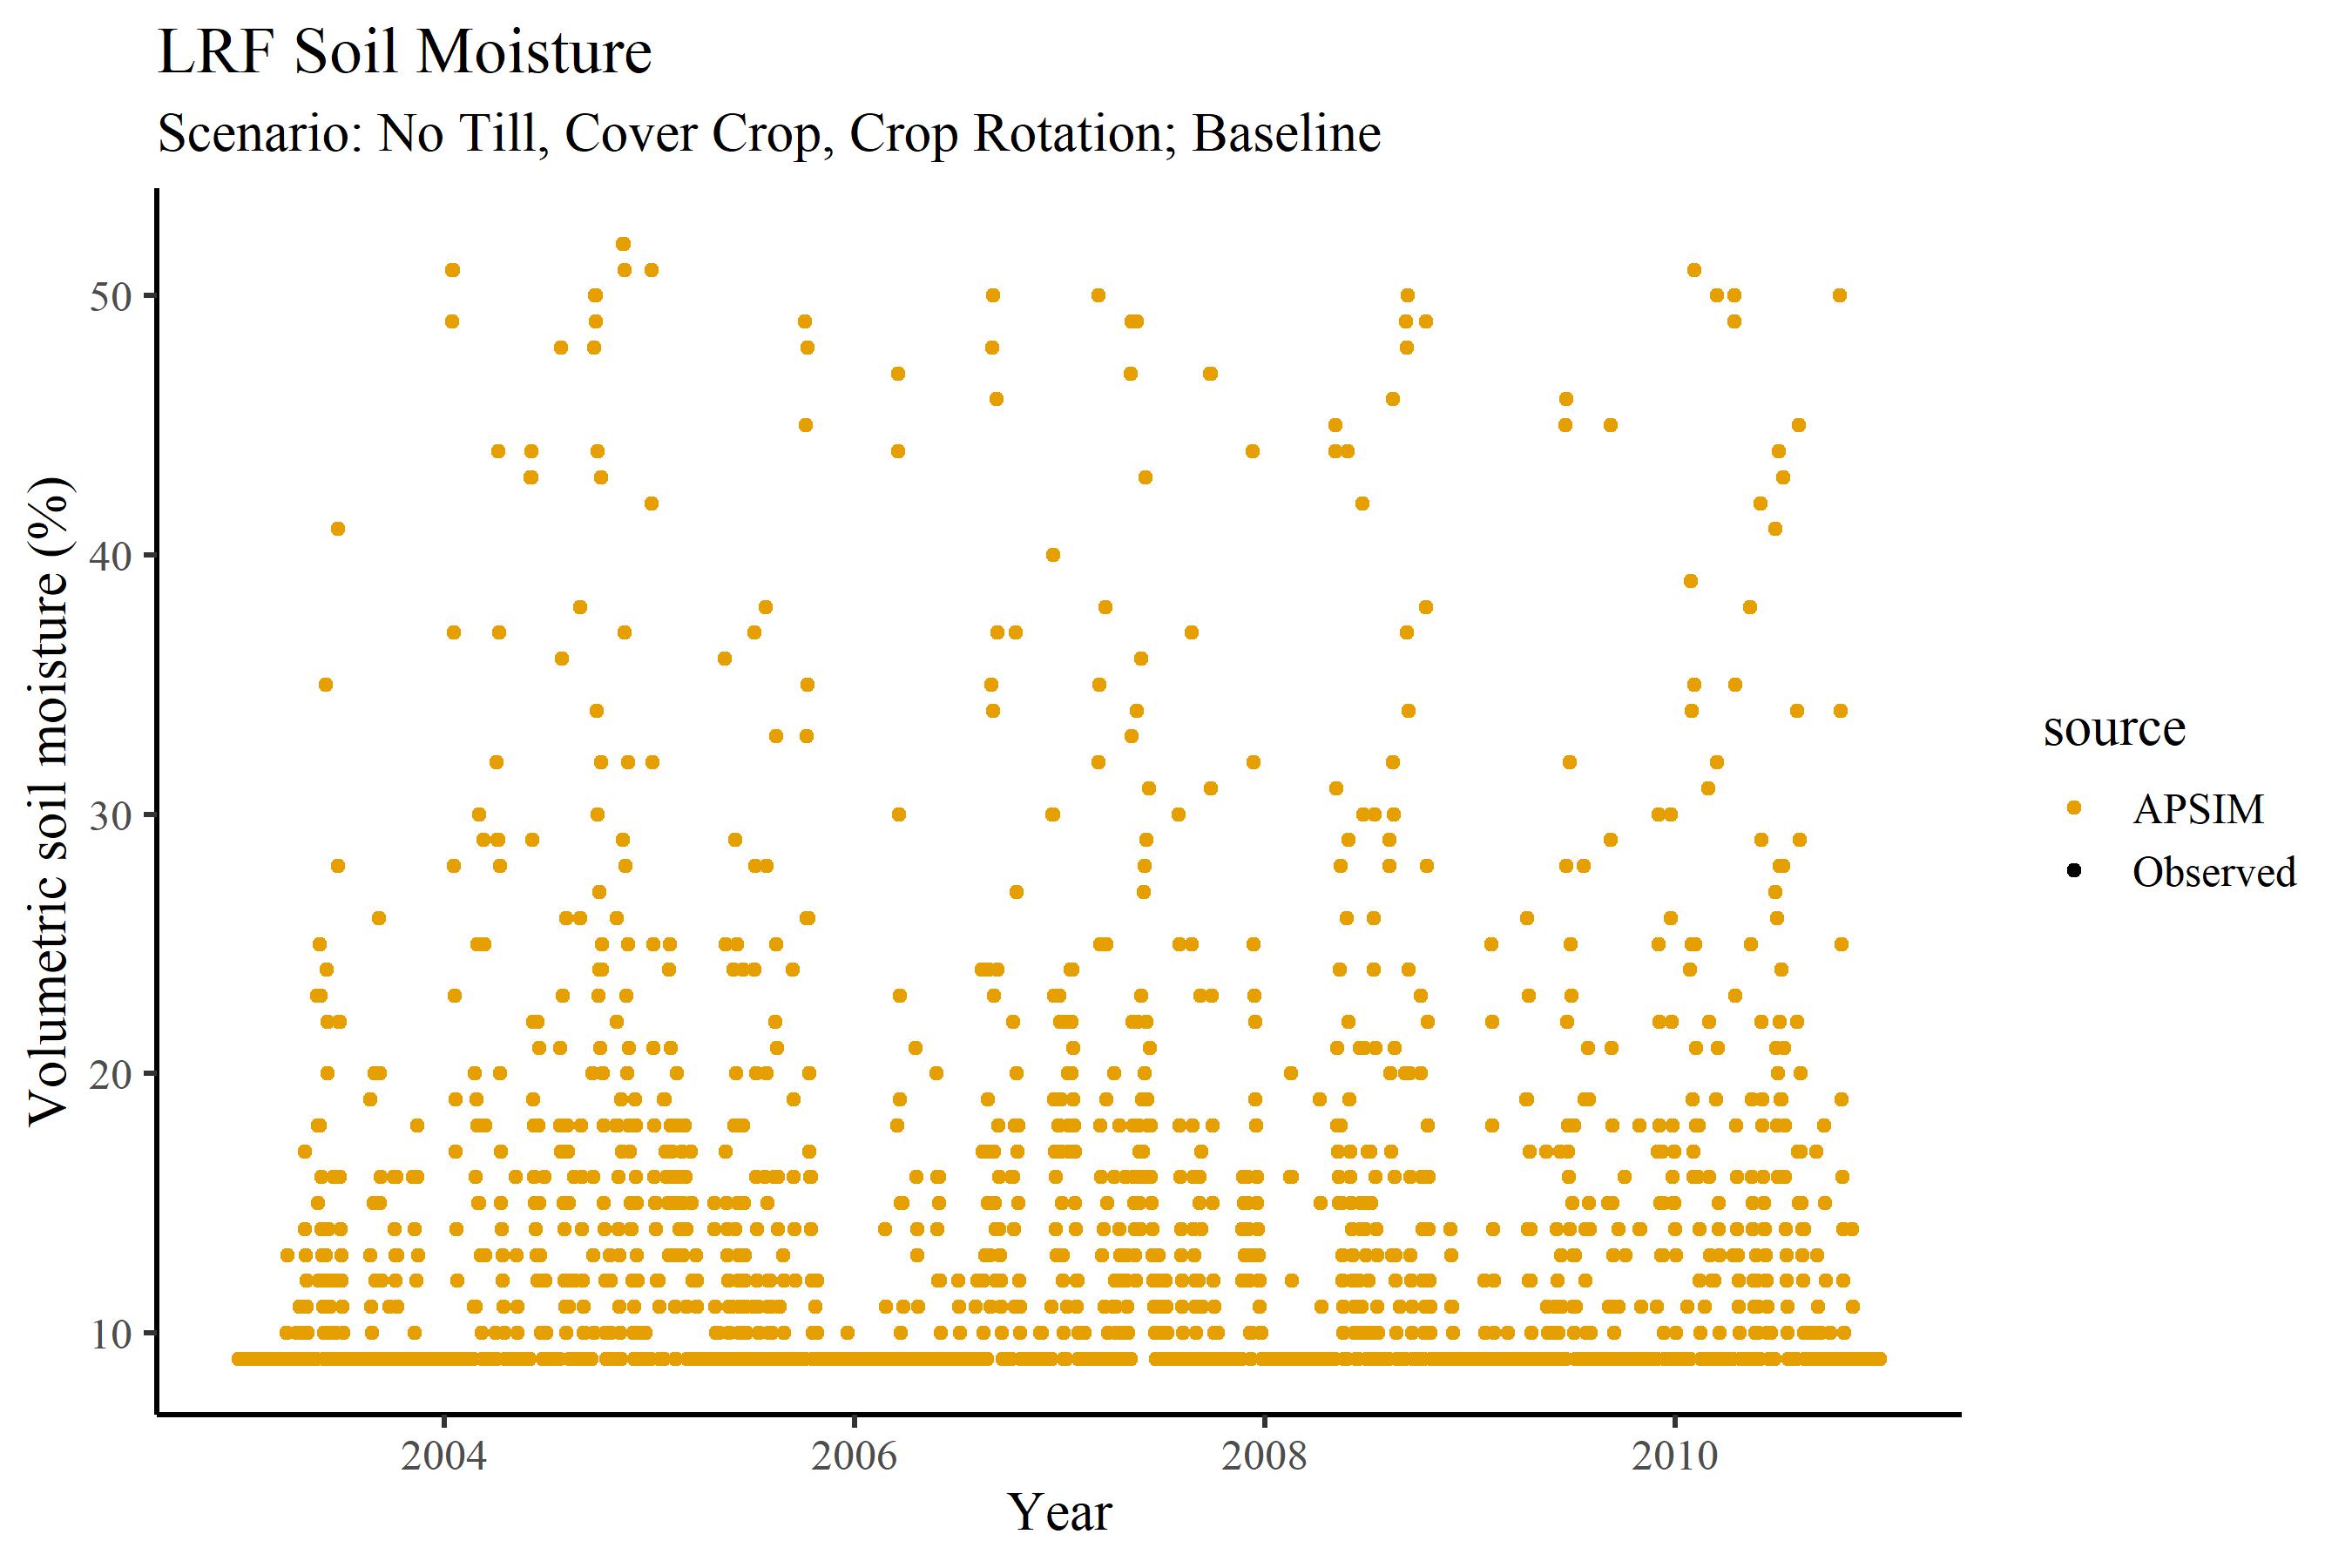 LRF Soil Moisture
Scenario: No Till, Cover Crop, Crop Rotation; Baseline
Volumetric soil moisture (%)
50
40
30
20
10
2004 2006 2008 2010
Year
source
APSIM
Observed